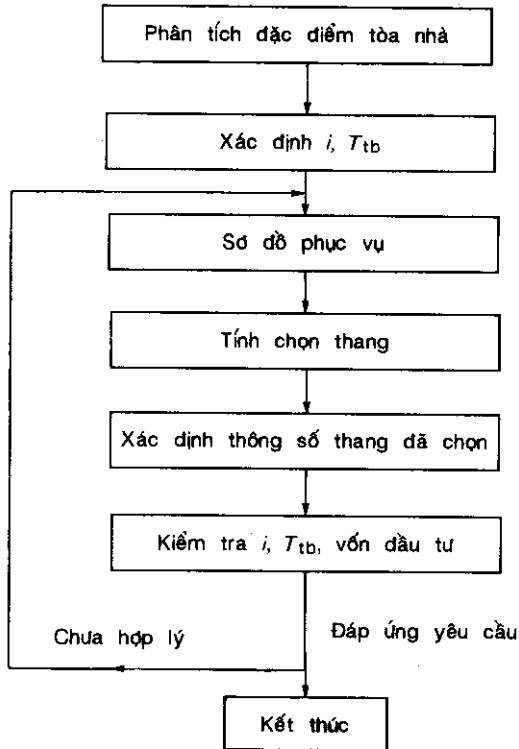 Phân tích đặc điểm tòa nhà
Xác định i, Ttb
Sơ đồ phục vụ
Tính chọn thang
Xác định thông số thang đã chọn
Kiểm tra i, Ttb, vốn đầu tư
Chưa hợp lý
Đáp ứng yêu cầu
Kết thúc